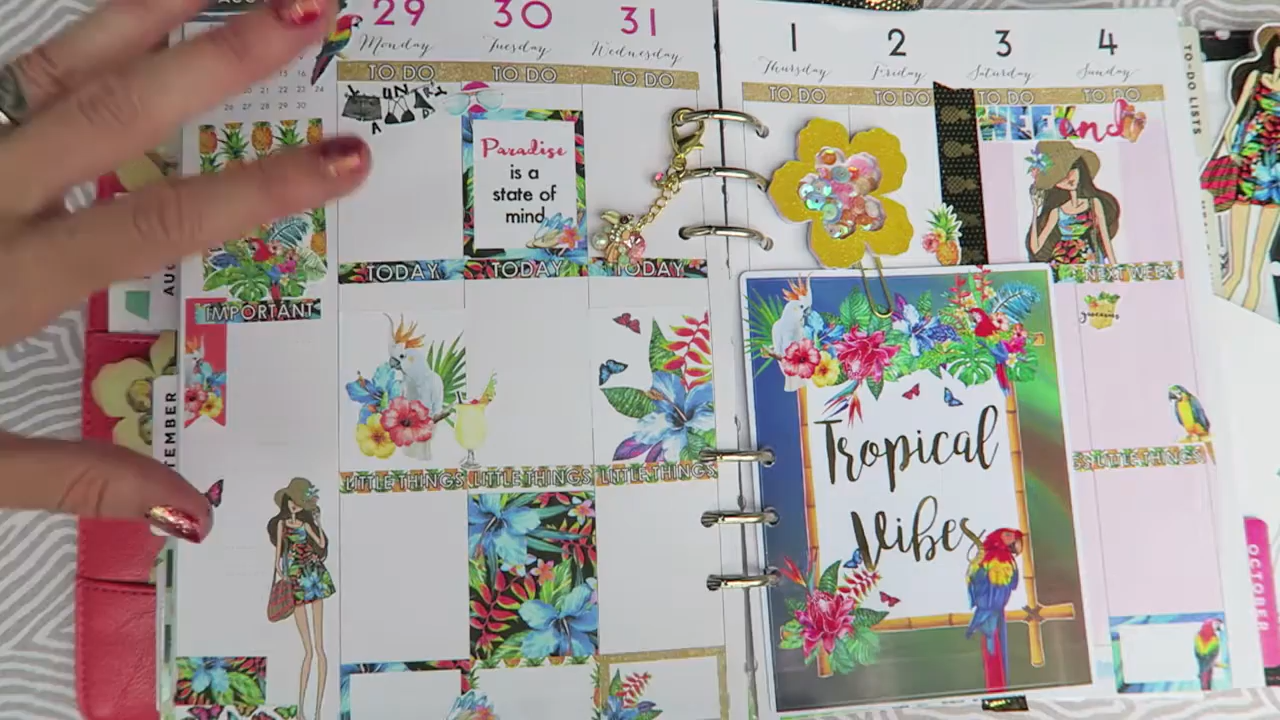 29
30
31
1
2
3
4
Monday
Tuesday
Wednesday
Thursday
Friday
Saturday
Sunday
TO DO
TO DO
TO DO
TO DO
TO DO
TO DO
TO DO
Paradise
is a
state of
mind
TODAY
TODAY
TODAY
NEXT WEEK
IMPORTANT
Tropical
Vibes
LITTLE THINGS
LITTLE THINGS
LITTLE THINGS
LITTLE THINGS
TO-DO LISTS
OCTOBER